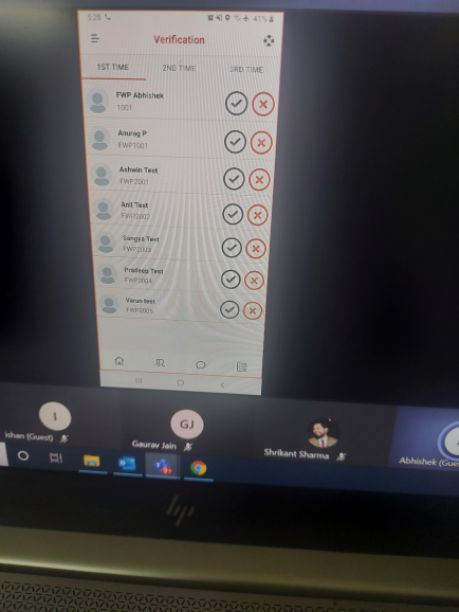 5:28
41%
Verification
1ST TIME
2ND TIME
3RD TIME
FWP Abhishek
1001
Anurag P
FWP1001
Ashwin Test
FWP2001
Anil Test
FWP2002
Sangya Test
FWP2003
Pradeep Test
FWP2004
Varun test
FWP2005
I
GJ
ishan (Guest)
Gaurav Jain
Shrikant Sharma
Abhishek (Gue
hp